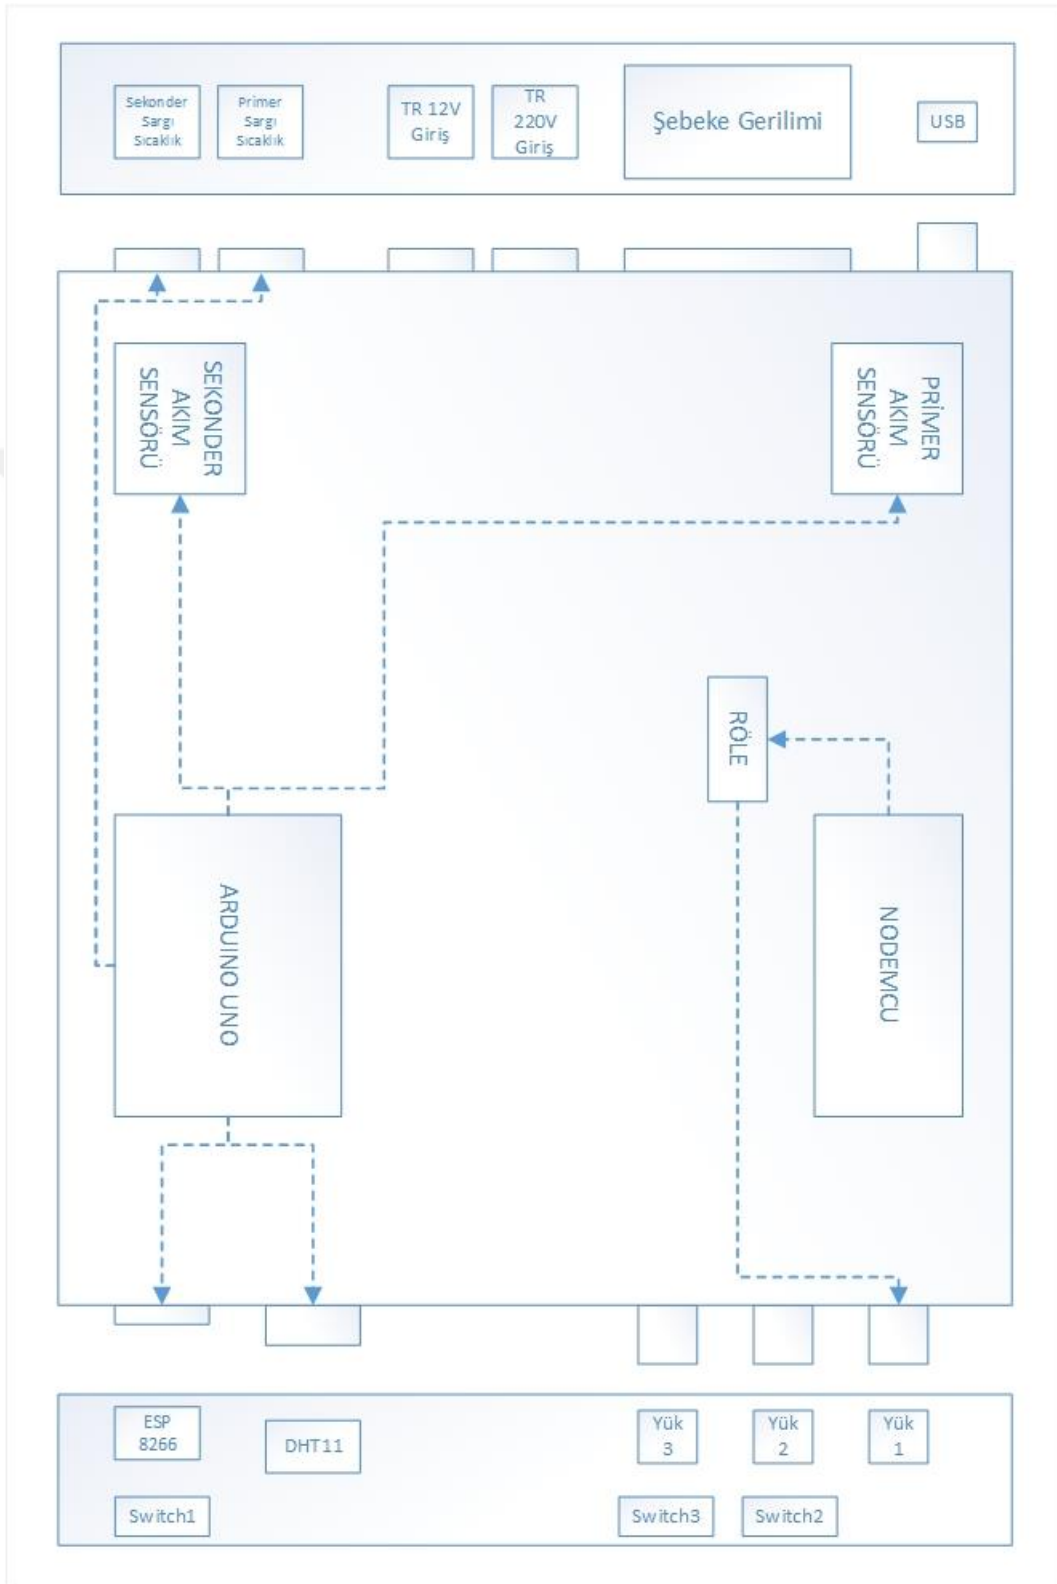 Sekonder
Sargı
Sıcaklık
Primer
Sargı
Sıcaklık
TR 12V
Giriş
TR
220V
Giriş
Şebeke Gerilimi
USB
SEKONDER
AKIM
SENSÖRÜ
PRİMER
AKIM
SENSÖRÜ
RÖLE
ARDUINO UNO
NODEMCU
ESP
8266
DHT11
Yük
3
Yük
2
Yük
1
Switch1
Switch3
Switch2